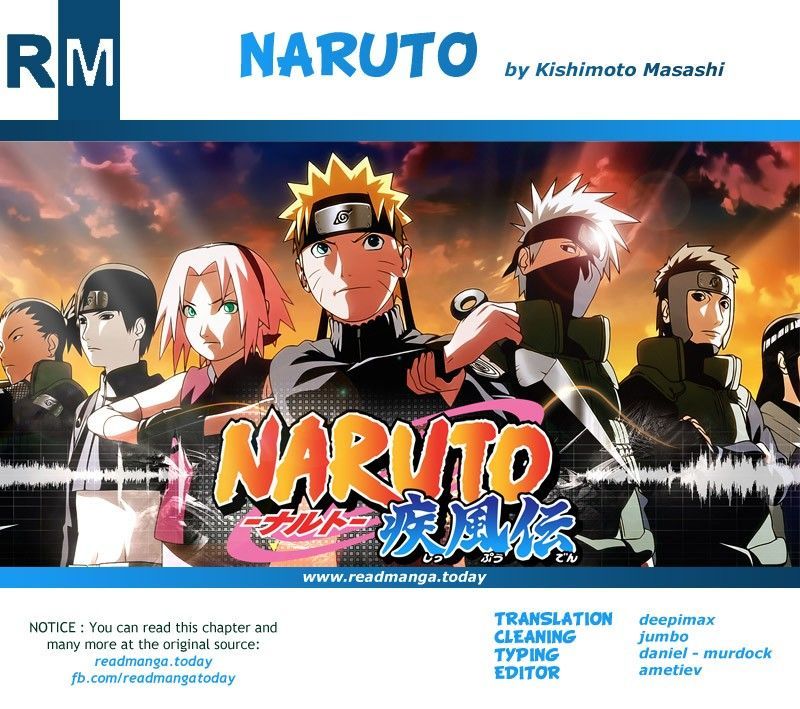 RM
NARUTO
by Kishimoto Masashi
NARUTO
-ナルト-
疾風伝
しっ ぷう でん
www.readmanga.today
NOTICE : You can read this chapter and
many more at the original source:
readmanga.today
fb.com/readmangatoday
TRANSLATION deepimax
CLEANING jumbo
TYPING daniel - murdock
EDITOR ametiev